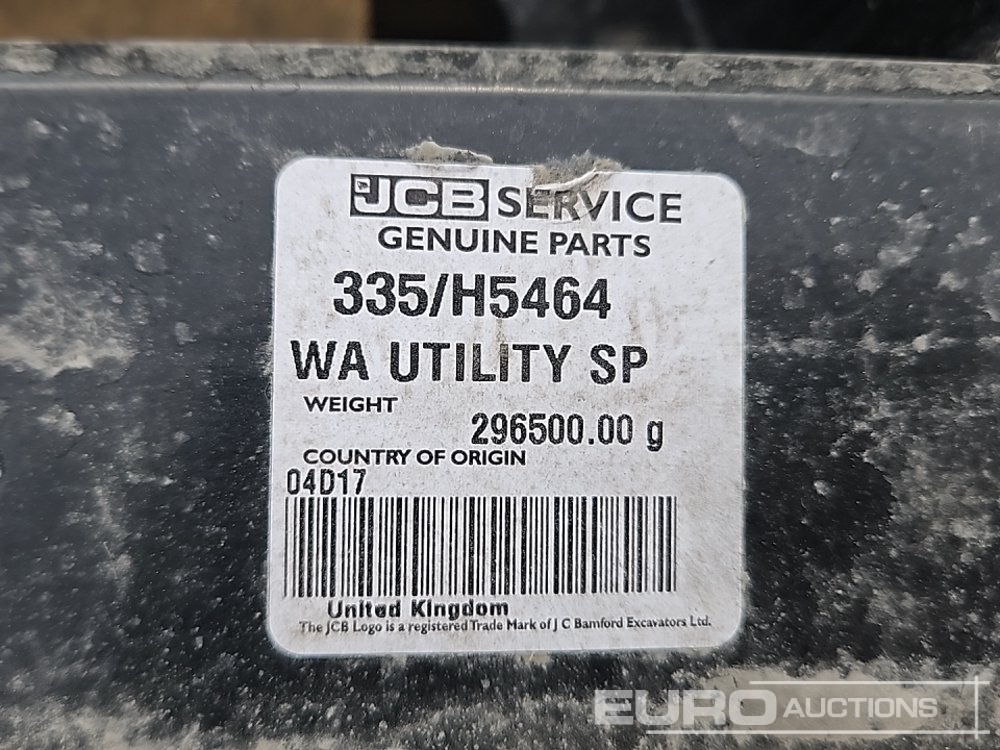 JCB SERVICE
GENUINE PARTS
335/H5464
WA UTILITY SP
WEIGHT
296500.00 g
COUNTRY OF ORIGIN
04D17
United Kingdom
The JCB Logo is a registered Trade Mark of J C Bamford Excavators Ltd.
EURO AUCTIONS